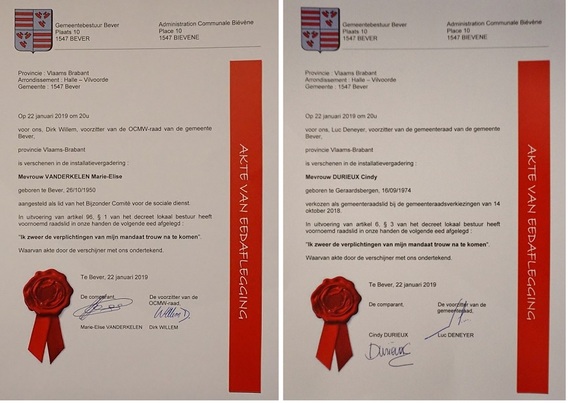 Gemeentebestuur Bever
Plaats 10
1547 BEVER
Administration Communale Biévène
Place 10
1547 BIEVENE
Provincie : Vlaams Brabant
Arrondissement : Halle – Vilvoorde
Gemeente : 1547 Bever
Op 22 januari 2019 om 20u
voor ons, Dirk Willem, voorzitter van de OCMW-raad van de gemeente
Bever,
provincie Vlaams-Brabant
is verschenen in de installatievergadering :
Mevrouw VANDERKELEN Marie-Elise
geboren te Bever, 26/10/1950
aangesteld als lid van het Bijzonder Comité voor de sociale dienst
In uitvoering van artikel 96, § 1 van het decreet lokaal bestuur heeft
voornoemd raadslid in onze handen de volgende eed afgelegd :
"Ik zweer de verplichtingen van mijn mandaat trouw na te komen".
Waarvan akte door de verschijner met ons ondertekend.
Te Bever, 22 januari 2019
De comparant,
De voorzitter van de
OCMW-raad,
Willem D
Marie-Elise VANDERKELEN
Dirk WILLEM
AKTE VAN EEDAFLEGGING
Gemeentebestuur Bever
Plaats 10
1547 BEVER
Administration Communale Biévène
Place 10
1547 BIEVENE
Provincie : Vlaams Brabant
Arrondissement : Halle – Vilvoorde
Gemeente : 1547 Bever
Op 22 januari 2019 om 20u
voor ons, Luc Deneyer, voorzitter van de gemeenteraad van de gemeente
Bever,
provincie Vlaams-Brabant
is verschenen in de installatievergadering :
Mevrouw DURIEUX Cindy
geboren te Geraardsbergen, 16/09/1974
verkozen als gemeenteraadslid bij de gemeenteraadsverkiezingen van 14
oktober 2018.
In uitvoering van artikel 6, § 3 van het decreet lokaal bestuur heeft
voornoemd raadslid in onze handen de volgende eed afgelegd :
"Ik zweer de verplichtingen van mijn mandaat trouw na te komen".
Waarvan akte door de verschijner met ons ondertekend.
Te Bever, 22 januari 2019
De comparant,
De voorzitter van de
gemeenteraad,
Cindy DURIEUX
Luc DENEYER
Durieux
AKTE VAN EEDAFLEGGING